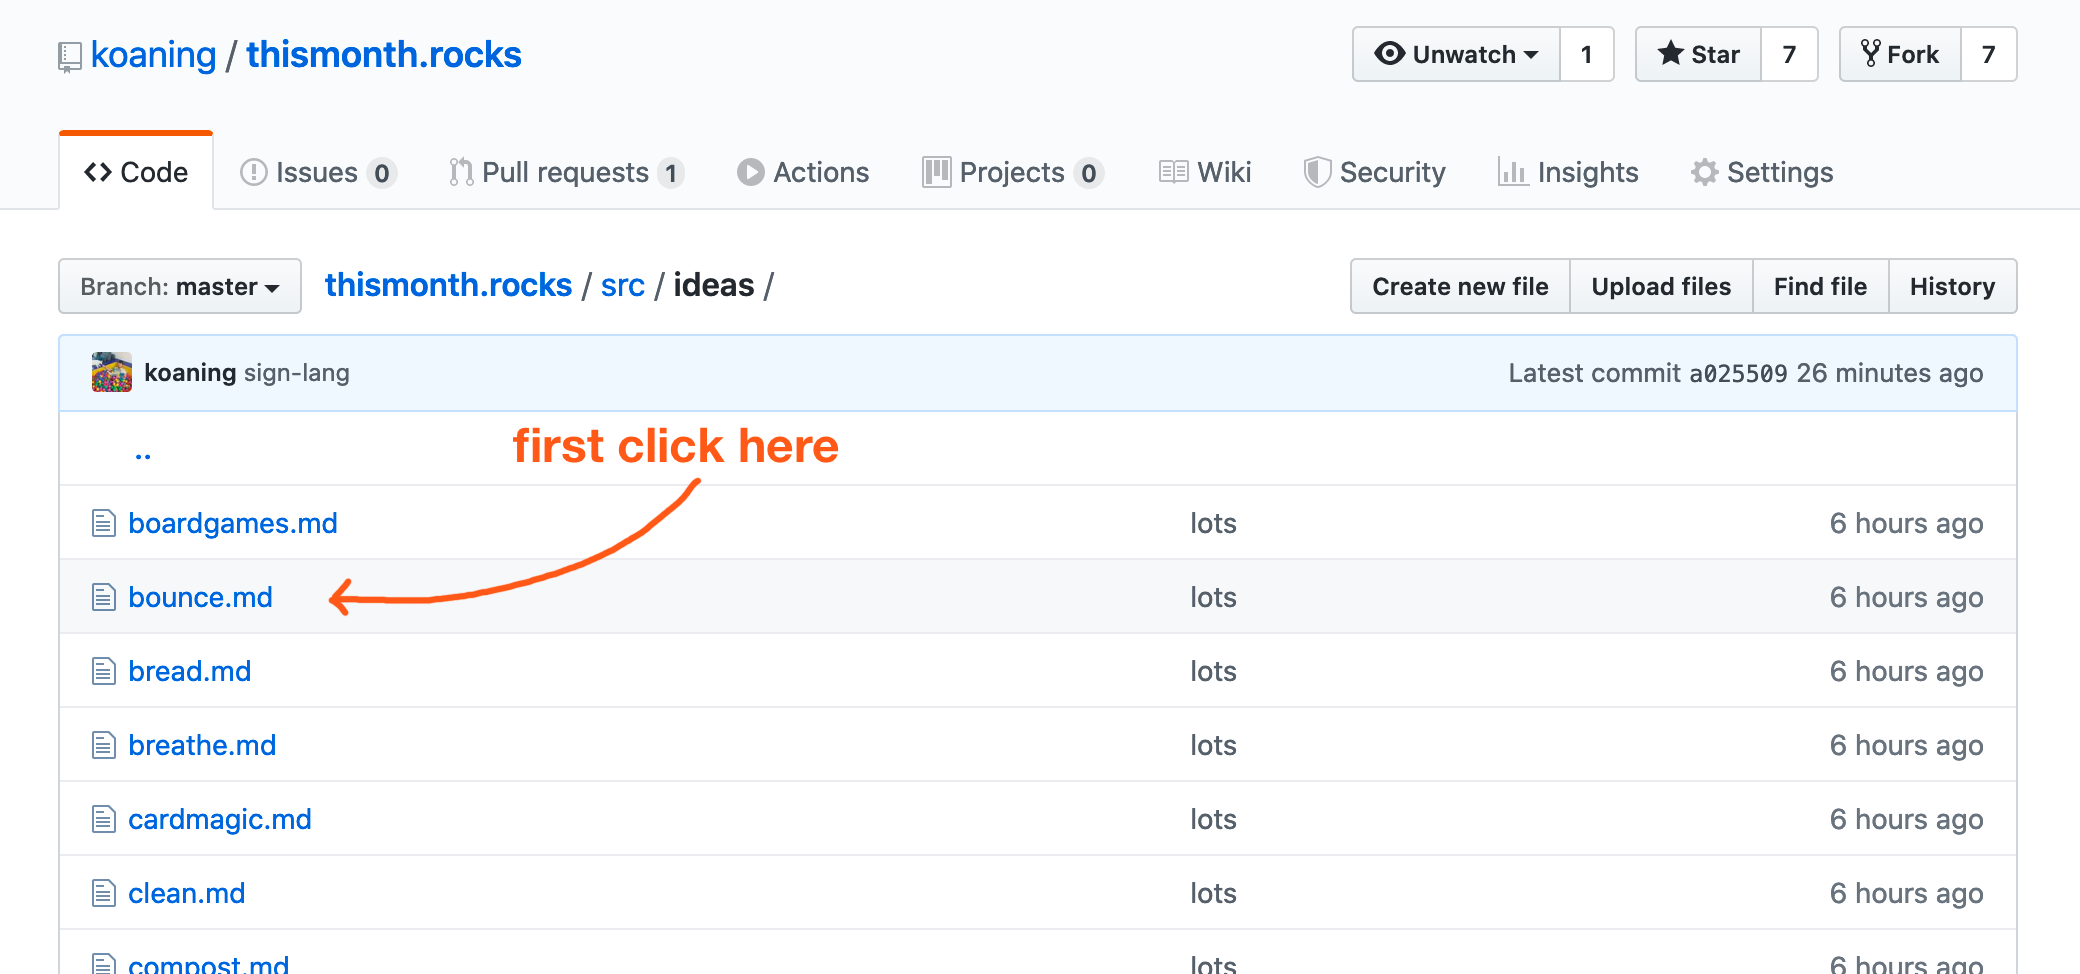 koaning / thismonth.rocks
Unwatch 1 Star 7 Fork 7
Code Issues 0 Pull requests 1 Actions Projects 0 Wiki Security Insights Settings
Branch: master thismonth.rocks / src / ideas /
Create new file Upload files Find file History
koaning sign-lang Latest commit a025509 26 minutes ago
..
first click here
boardgames.md lots 6 hours ago
bounce.md lots 6 hours ago
bread.md lots 6 hours ago
breathe.md lots 6 hours ago
cardmagic.md lots 6 hours ago
clean.md lots 6 hours ago
compost.md lots 6 hours ago